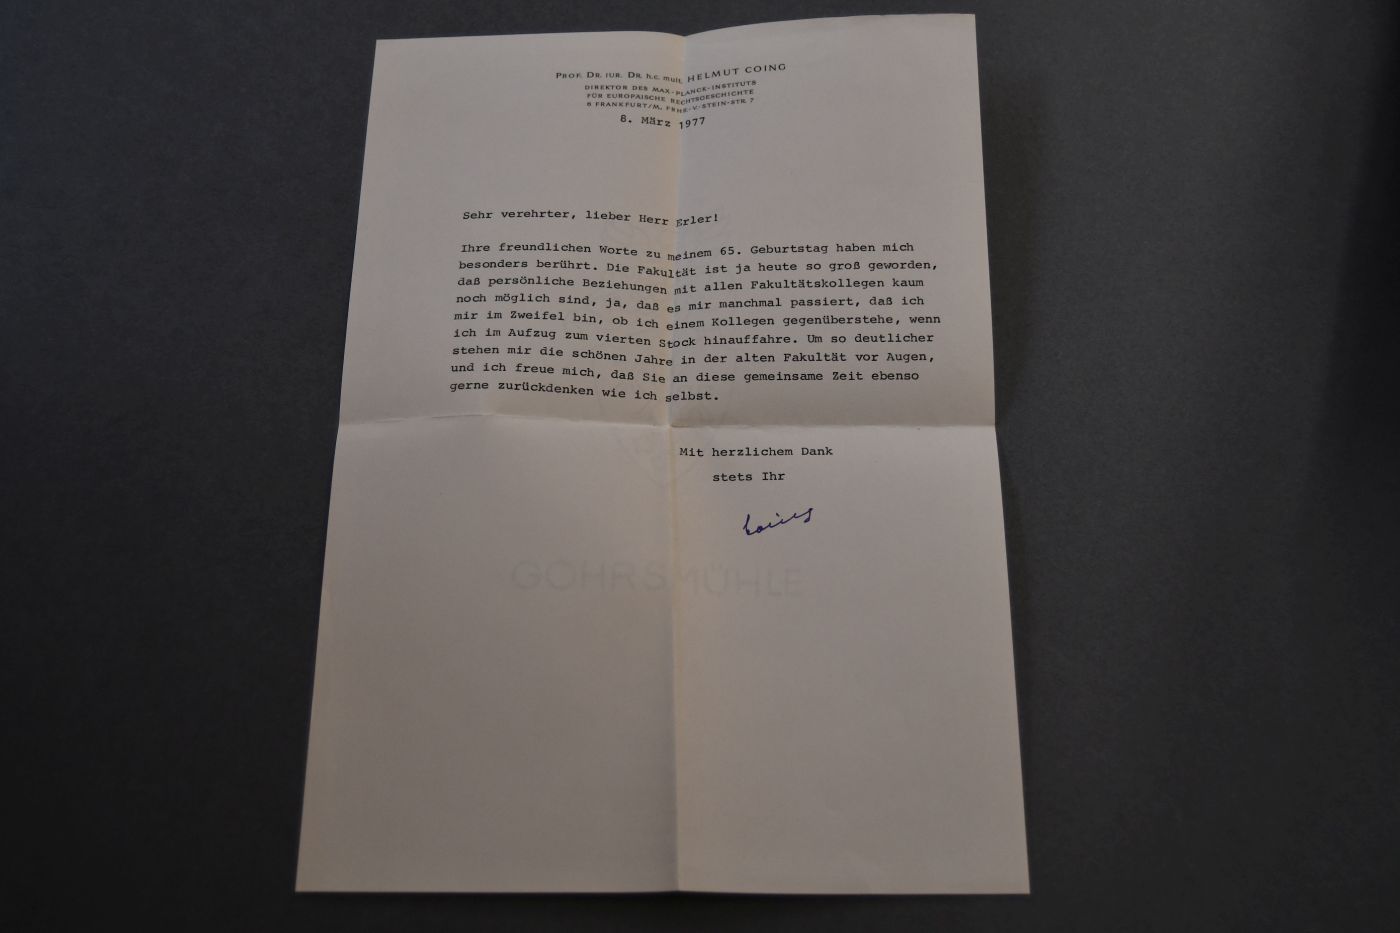 PROF. DR. IUR. DR. h.c. mult. HELMUT COING
DIREKTOR DES MAX-PLANCK-INSTITUTS
FÜR EUROPÄISCHE RECHTSGESCHICHTE
6 FRANKFURT/M, FRHR.-V.-STEIN-STR. 7
8. März 1977
Sehr verehrter, lieber Herr Erler!
Ihre freundlichen Worte zu meinem 65. Geburtstag haben mich
besonders berührt. Die Fakultät ist ja heute so groß geworden,
daß persönliche Beziehungen mit allen Fakultätskollegen kaum
noch möglich sind, ja, daß es mir manchmal passiert, daß ich
mir im Zweifel bin, ob ich einem Kollegen gegenüberstehe, wenn
ich im Aufzug zum vierten Stock hinauffahre. Um so deutlicher
stehen mir die schönen Jahre in der alten Fakultät vor Augen,
und ich freue mich, daß Sie an diese gemeinsame Zeit ebenso
gerne zurückdenken wie ich selbst.
Mit herzlichem Dank
stets Ihr
Coing
GOHRSMÜHLE